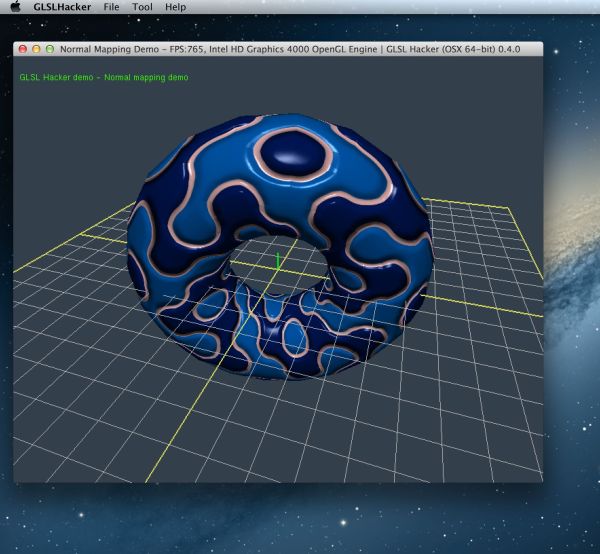 GLSLHacker File Tool Help
Normal Mapping Demo - FPS:765, Intel HD Graphics 4000 OpenGL Engine | GLSL Hacker (OSX 64-bit) 0.4.0
GLSL Hacker demo - Normal mapping demo